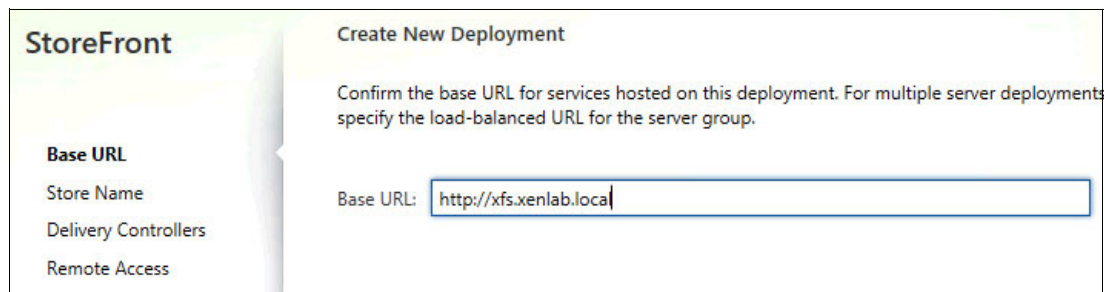 StoreFront
Base URL
Store Name
Delivery Controllers
Remote Access
Create New Deployment
Confirm the base URL for services hosted on this deployment. For multiple server deployments
specify the load-balanced URL for the server group.
Base URL: http://xfs.xenlab.local